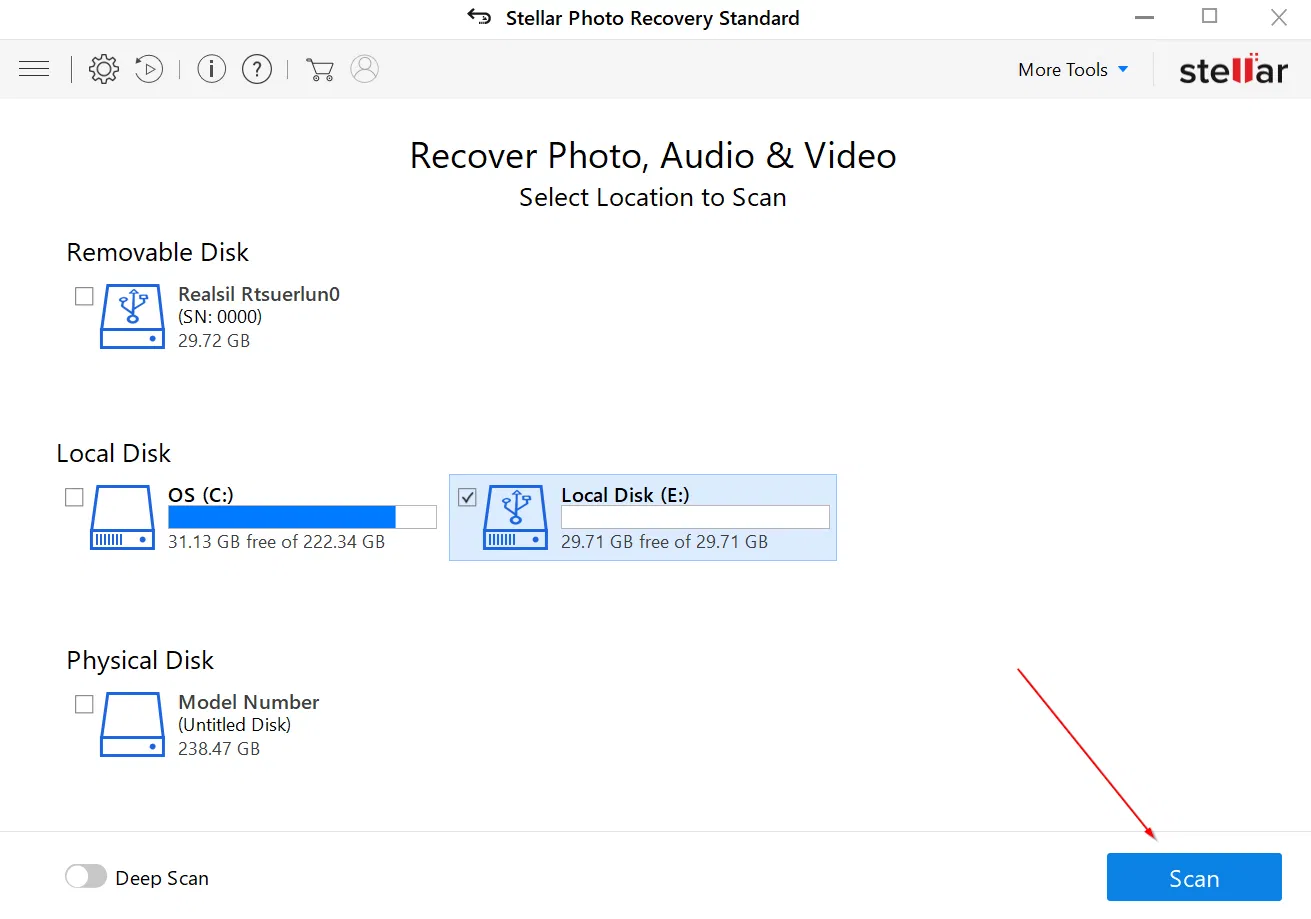 Stellar Photo Recovery Standard
More Tools
stellar
Recover Photo, Audio & Video
Select Location to Scan
Removable Disk
Realsil Rtsuerlun0
(SN: 0000)
29.72 GB
Local Disk
OS (C:)
31.13 GB free of 222.34 GB
Local Disk (E:)
29.71 GB free of 29.71 GB
Physical Disk
Model Number
(Untitled Disk)
238.47 GB
Deep Scan
Scan